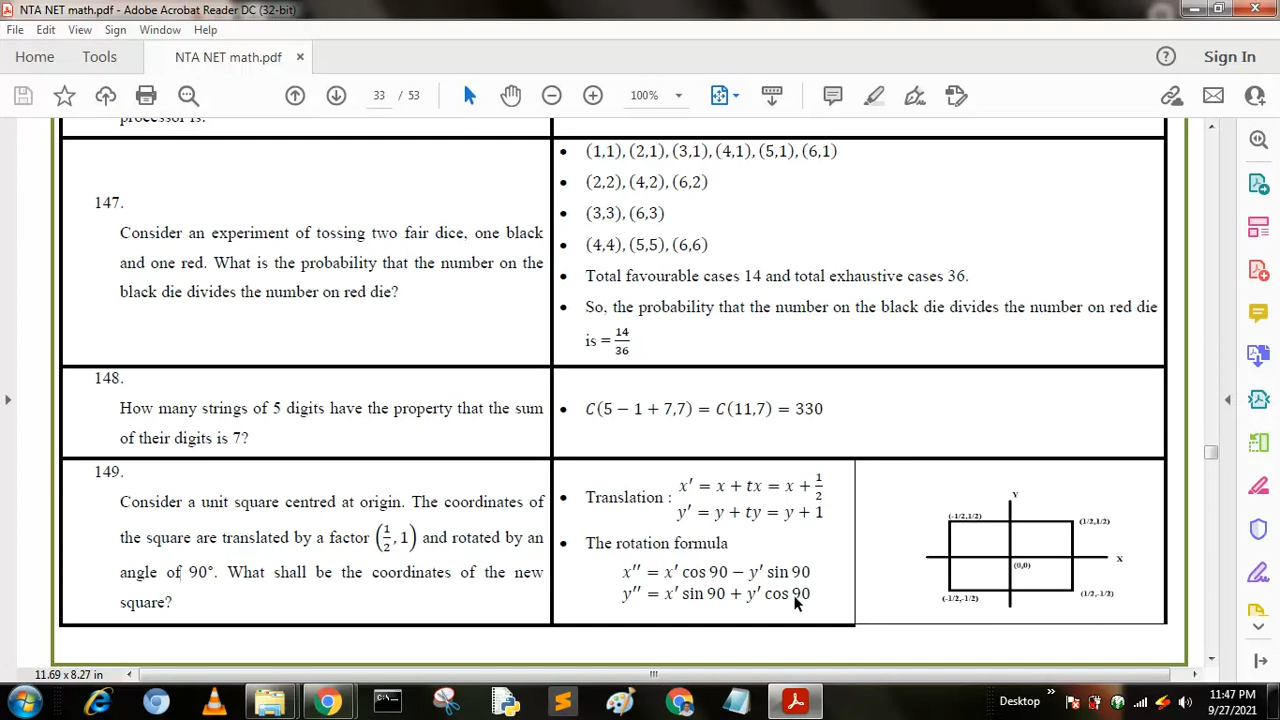 NTA NET math.pdf - Adobe Acrobat Reader DC (32-bit)
File Edit View Sign Window Help
Home Tools NTA NET math.pdf × Sign In
33 / 53 100%
processor is:
147.
Consider an experiment of tossing two fair dice, one black
and one red. What is the probability that the number on the
black die divides the number on red die?
• (1,1), (2,1), (3,1), (4,1), (5,1), (6,1)
• (2,2), (4,2), (6,2)
• (3,3), (6,3)
• (4,4), (5,5), (6,6)
• Total favourable cases 14 and total exhaustive cases 36.
• So, the probability that the number on the black die divides the number on red die
is = 14/36
148.
How many strings of 5 digits have the property that the sum
of their digits is 7?
• C(5 − 1 + 7,7) = C(11,7) = 330
149.
Consider a unit square centred at origin. The coordinates of
the square are translated by a factor (1/2, 1) and rotated by an
angle of 90°. What shall be the coordinates of the new
square?
• Translation : x′ = x + tx = x + 1/2
y′ = y + ty = y + 1
• The rotation formula
x′′ = x′ cos 90 − y′ sin 90
y′′ = x′ sin 90 + y′ cos 90
Y
(-1/2,1/2) (1/2,1/2)
X
(0,0)
(-1/2,-1/2) (1/2,-1/2)
11.69 x 8.27 in
Desktop
11:47 PM
9/27/2021